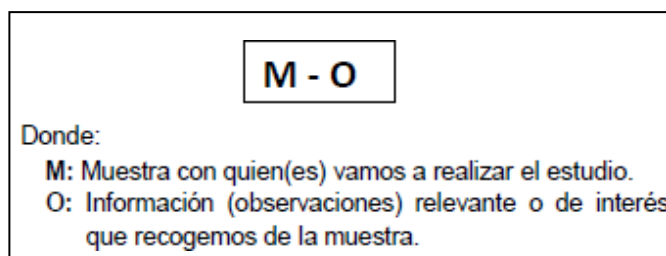 M - O
Donde:
M: Muestra con quien(es) vamos a realizar el estudio.
O: Información (observaciones) relevante o de interés
que recogemos de la muestra.